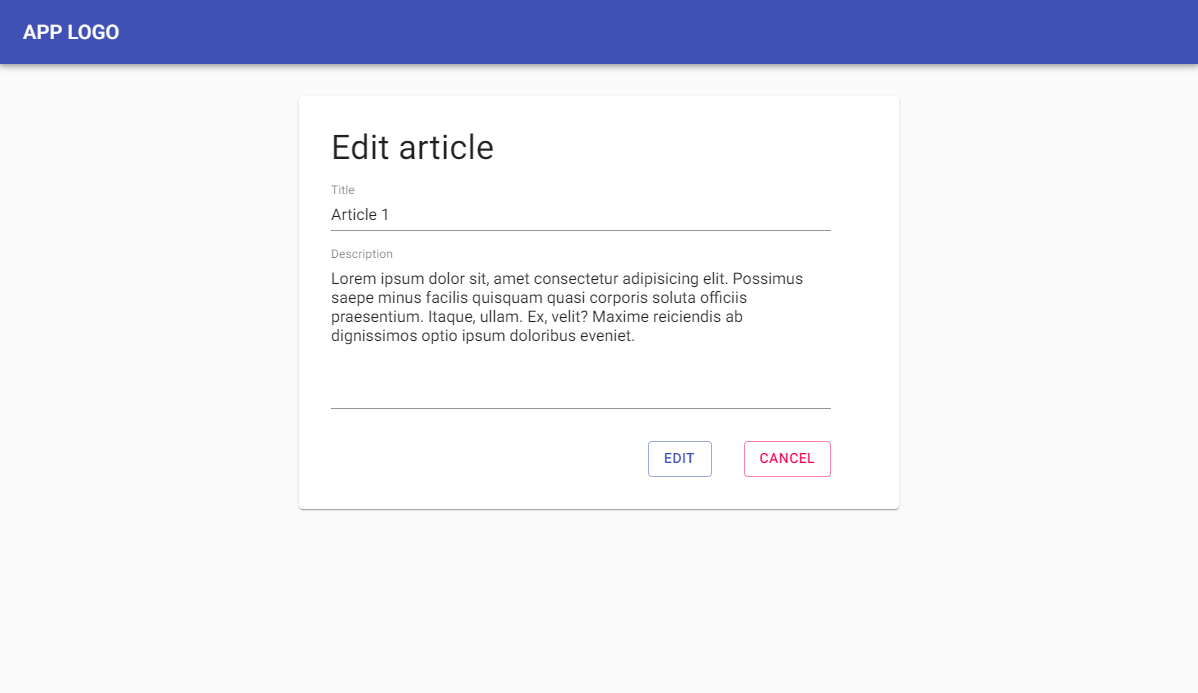 APP LOGO
Edit article
Title
Article 1
Description
Lorem ipsum dolor sit, amet consectetur adipisicing elit. Possimus
saepe minus facilis quisquam quasi corporis soluta officiis
praesentium. Itaque, ullam. Ex, velit? Maxime reiciendis ab
dignissimos optio ipsum doloribus eveniet.
EDIT
CANCEL